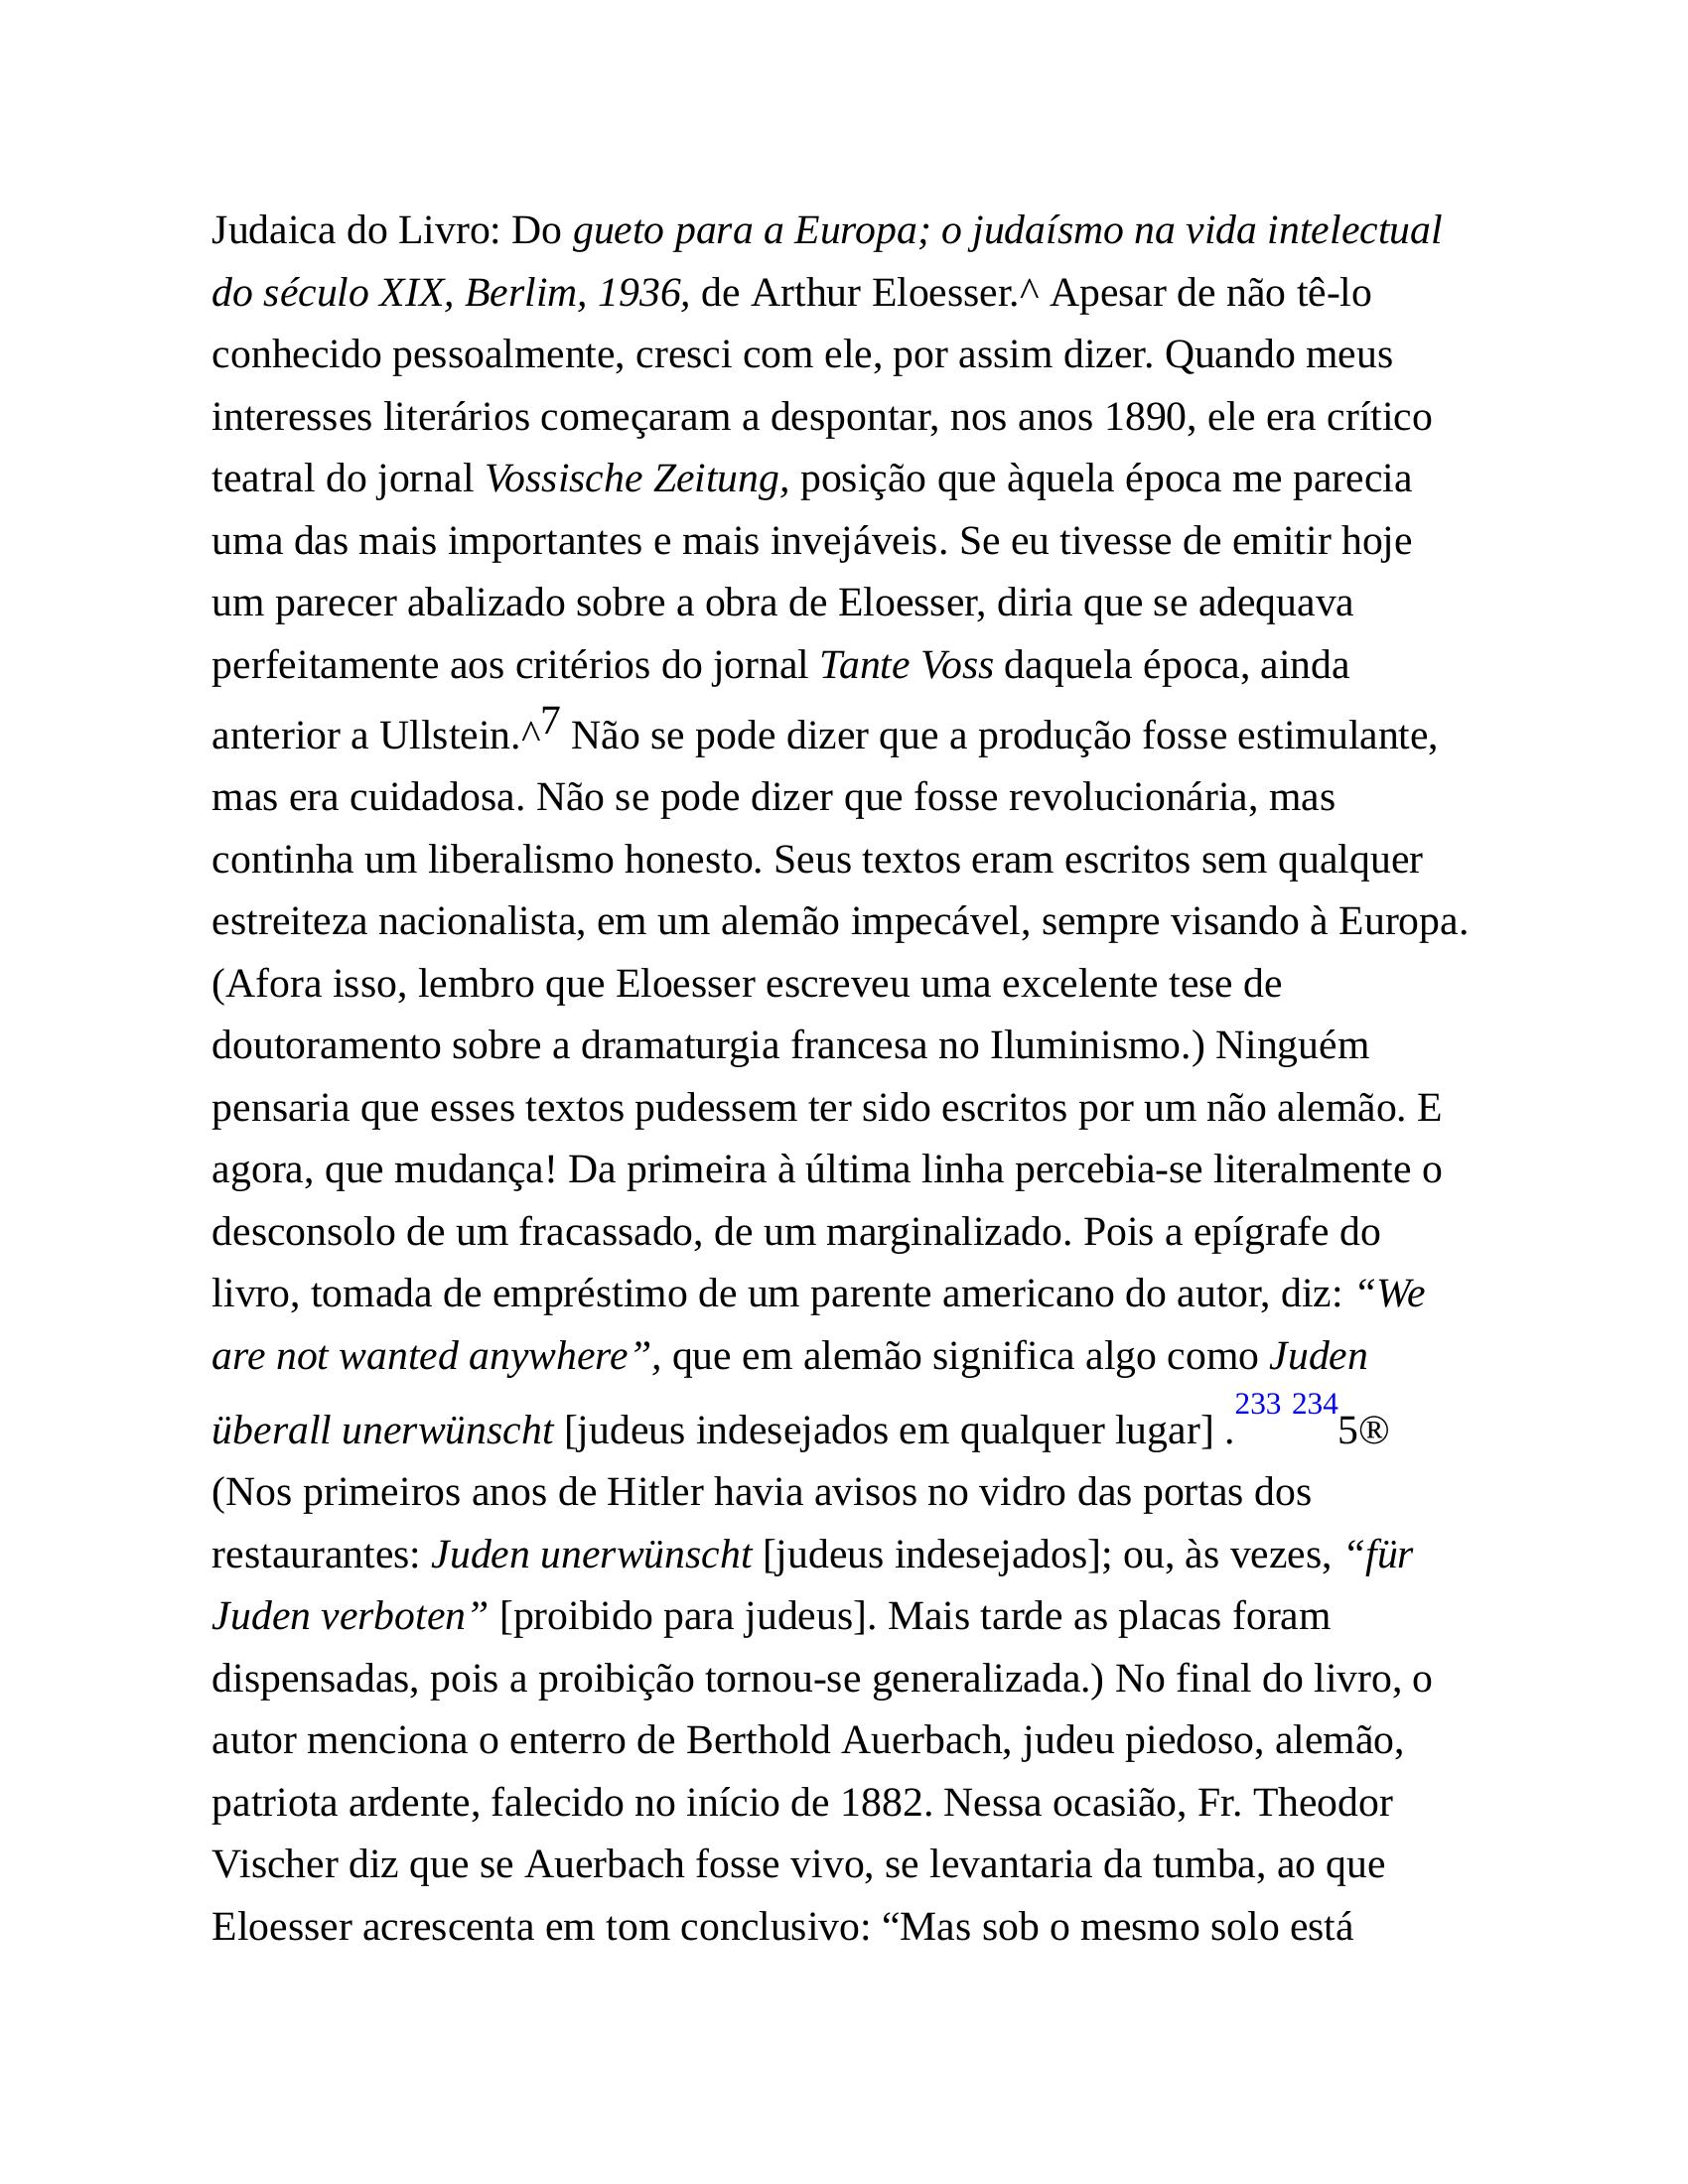 Judaica do Livro: Do gueto para a Europa; o judaísmo na vida intelectual
do século XIX, Berlim, 1936, de Arthur Eloesser.^ Apesar de não tê-lo
conhecido pessoalmente, cresci com ele, por assim dizer. Quando meus
interesses literários começaram a despontar, nos anos 1890, ele era crítico
teatral do jornal Vossische Zeitung, posição que àquela época me parecia
uma das mais importantes e mais invejáveis. Se eu tivesse de emitir hoje
um parecer abalizado sobre a obra de Eloesser, diria que se adequava
perfeitamente aos critérios do jornal Tante Voss daquela época, ainda
anterior a Ullstein.^7 Não se pode dizer que a produção fosse estimulante,
mas era cuidadosa. Não se pode dizer que fosse revolucionária, mas
continha um liberalismo honesto. Seus textos eram escritos sem qualquer
estreiteza nacionalista, em um alemão impecável, sempre visando à Europa.
(Afora isso, lembro que Eloesser escreveu uma excelente tese de
doutoramento sobre a dramaturgia francesa no Iluminismo.) Ninguém
pensaria que esses textos pudessem ter sido escritos por um não alemão. E
agora, que mudança! Da primeira à última linha percebia-se literalmente o
desconsolo de um fracassado, de um marginalizado. Pois a epígrafe do
livro, tomada de empréstimo de um parente americano do autor, diz: “We
are not wanted anywhere”, que em alemão significa algo como Juden
überall unerwünscht [judeus indesejados em qualquer lugar] .233 2345®
(Nos primeiros anos de Hitler havia avisos no vidro das portas dos
restaurantes: Juden unerwünscht [judeus indesejados]; ou, às vezes, “für
Juden verboten” [proibido para judeus]. Mais tarde as placas foram
dispensadas, pois a proibição tornou-se generalizada.) No final do livro, o
autor menciona o enterro de Berthold Auerbach, judeu piedoso, alemão,
patriota ardente, falecido no início de 1882. Nessa ocasião, Fr. Theodor
Vischer diz que se Auerbach fosse vivo, se levantaria da tumba, ao que
Eloesser acrescenta em tom conclusivo: “Mas sob o mesmo solo está